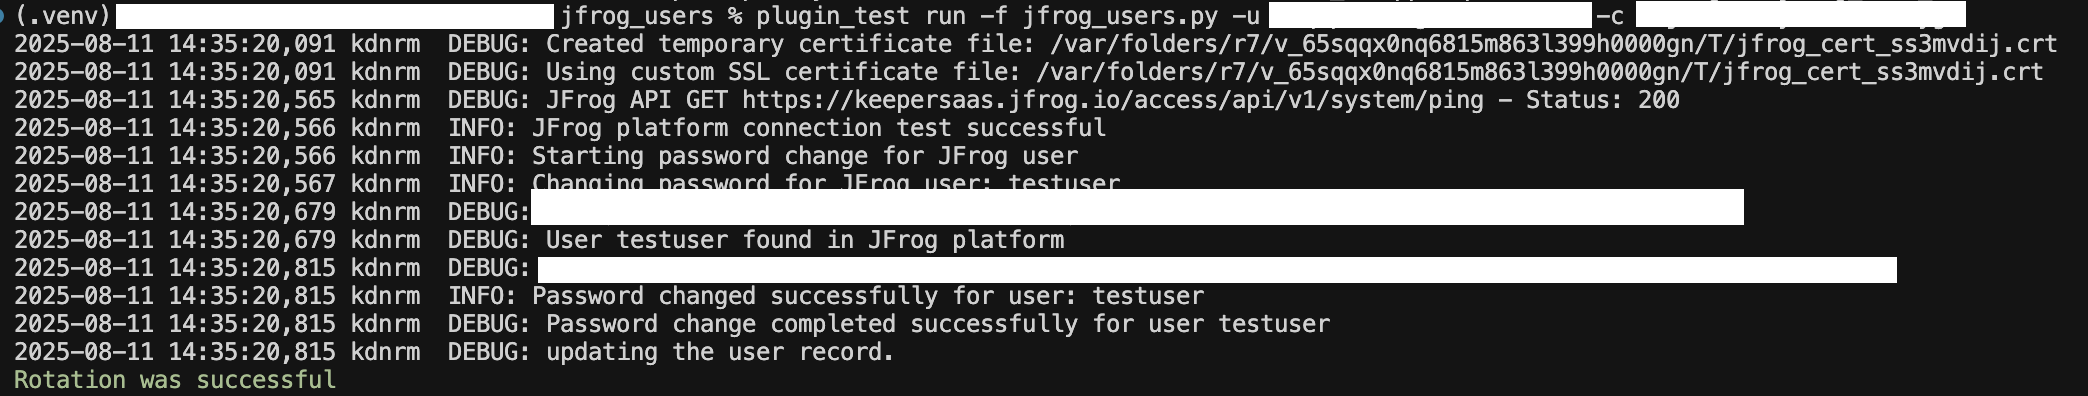 (.venv) jfrog_users % plugin_test run -f jfrog_users.py -u -c
2025-08-11 14:35:20,091 kdnrm  DEBUG: Created temporary certificate file: /var/folders/r7/v_65sqqx0nq6815m863l399h0000gn/T/jfrog_cert_ss3mvdij.crt
2025-08-11 14:35:20,091 kdnrm  DEBUG: Using custom SSL certificate file: /var/folders/r7/v_65sqqx0nq6815m863l399h0000gn/T/jfrog_cert_ss3mvdij.crt
2025-08-11 14:35:20,565 kdnrm  DEBUG: JFrog API GET https://keepersaas.jfrog.io/access/api/v1/system/ping - Status: 200
2025-08-11 14:35:20,566 kdnrm  INFO: JFrog platform connection test successful
2025-08-11 14:35:20,566 kdnrm  INFO: Starting password change for JFrog user
2025-08-11 14:35:20,567 kdnrm  INFO: Changing password for JFrog user: testuser
2025-08-11 14:35:20,679 kdnrm  DEBUG:
2025-08-11 14:35:20,679 kdnrm  DEBUG: User testuser found in JFrog platform
2025-08-11 14:35:20,815 kdnrm  DEBUG:
2025-08-11 14:35:20,815 kdnrm  INFO: Password changed successfully for user: testuser
2025-08-11 14:35:20,815 kdnrm  DEBUG: Password change completed successfully for user testuser
2025-08-11 14:35:20,815 kdnrm  DEBUG: updating the user record.
Rotation was successful